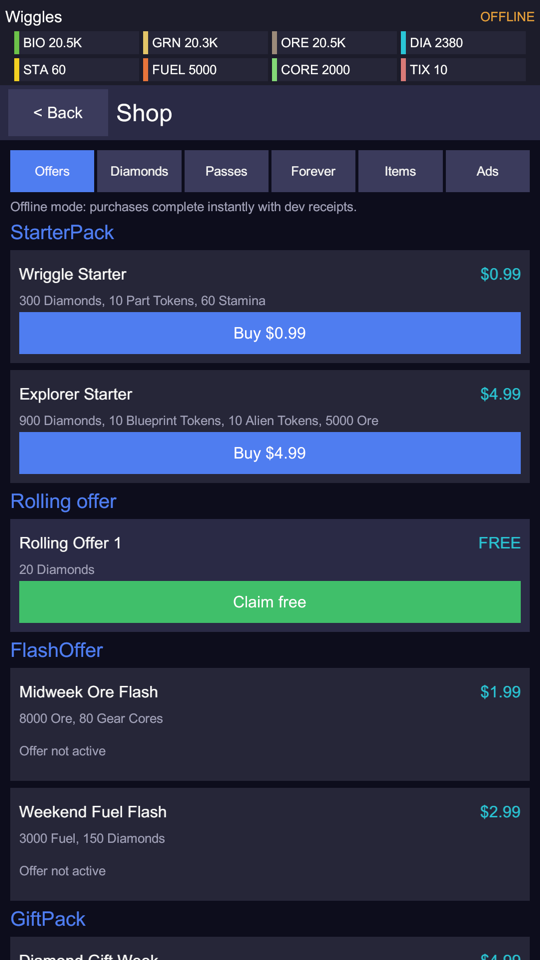 Wiggles OFFLINE
BIO 20.5K GRN 20.3K ORE 20.5K DIA 2380
STA 60 FUEL 5000 CORE 2000 TIX 10
< Back Shop
Offers Diamonds Passes Forever Items Ads
Offline mode: purchases complete instantly with dev receipts.
StarterPack
Wriggle Starter $0.99
300 Diamonds, 10 Part Tokens, 60 Stamina
Buy $0.99
Explorer Starter $4.99
900 Diamonds, 10 Blueprint Tokens, 10 Alien Tokens, 5000 Ore
Buy $4.99
Rolling offer
Rolling Offer 1 FREE
20 Diamonds
Claim free
FlashOffer
Midweek Ore Flash $1.99
8000 Ore, 80 Gear Cores
Offer not active
Weekend Fuel Flash $2.99
3000 Fuel, 150 Diamonds
Offer not active
GiftPack
Diamond Gift Week $4.99